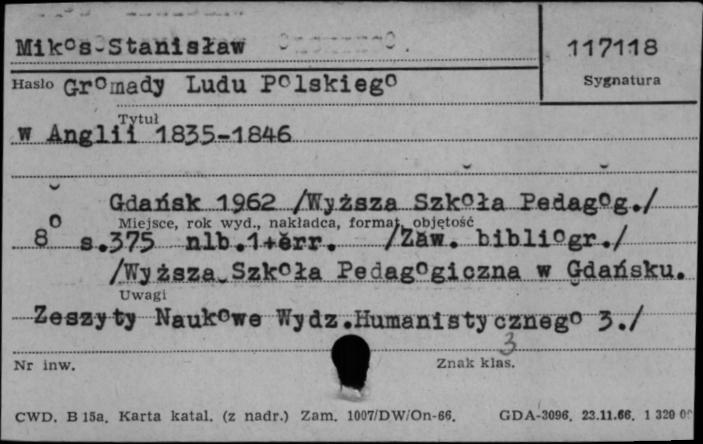 Mikos Stanisław
117118
Hasło Gromady Ludu Polskiego
Sygnatura
Tytuł
w Anglii 1835-1846
Gdańsk 1962 /Wyższa Szkoła Pedagog./
Miejsce, rok wyd., nakładca, format, objętość
8° s.375 nlb.1+err. /Zaw. bibliogr./
/Wyższa Szkoła Pedagogiczna w Gdańsku.
Uwagi
Zeszyty Naukowe Wydz.Humanistycznego 3./
3
Nr inw.
Znak klas.
CWD. B 15a. Karta katal. (z nadr.) Zam. 1007/DW/On-66. GDA-3096. 23.11.66. 1 320 00